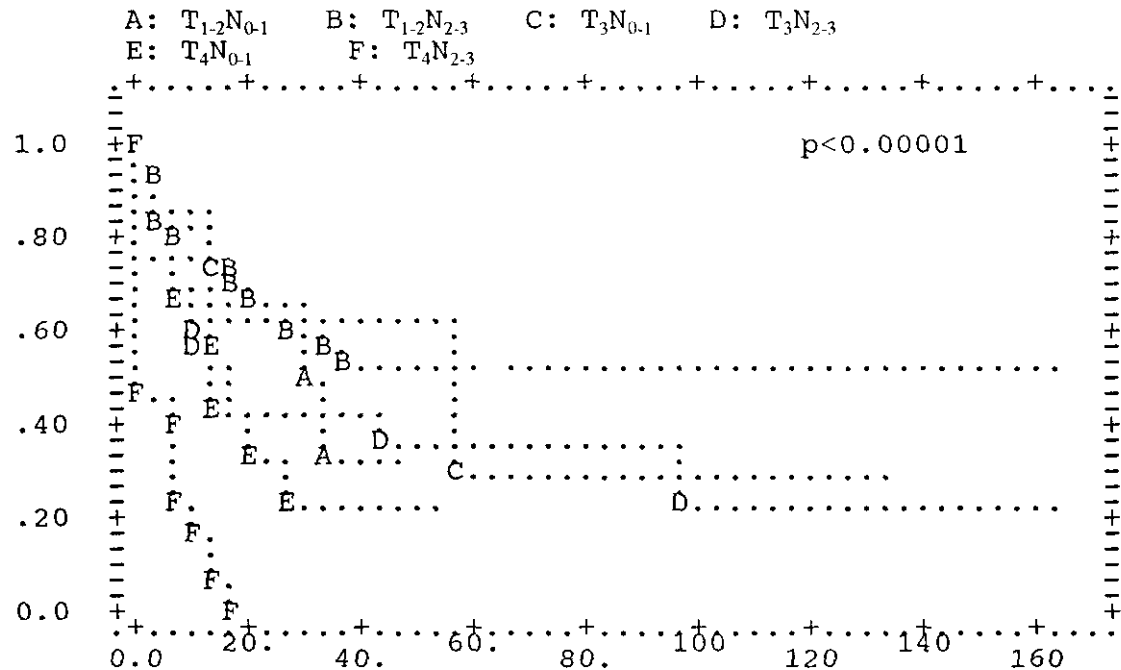 A: T₁₋₂N₀₋₁ B: T₁₋₂N₂₋₃ C: T₃N₀₋₁ D: T₃N₂₋₃
E: T₄N₀₋₁ F: T₄N₂₋₃
1.0 F p<0.00001
B
B
.80 B
C B
B
E B
.60 D B
D E B
B
A
F
E
.40 F
D
E A
C
F E D
.20
F
F
0.0 F
0.0 20. 40. 60. 80. 100 120 140 160